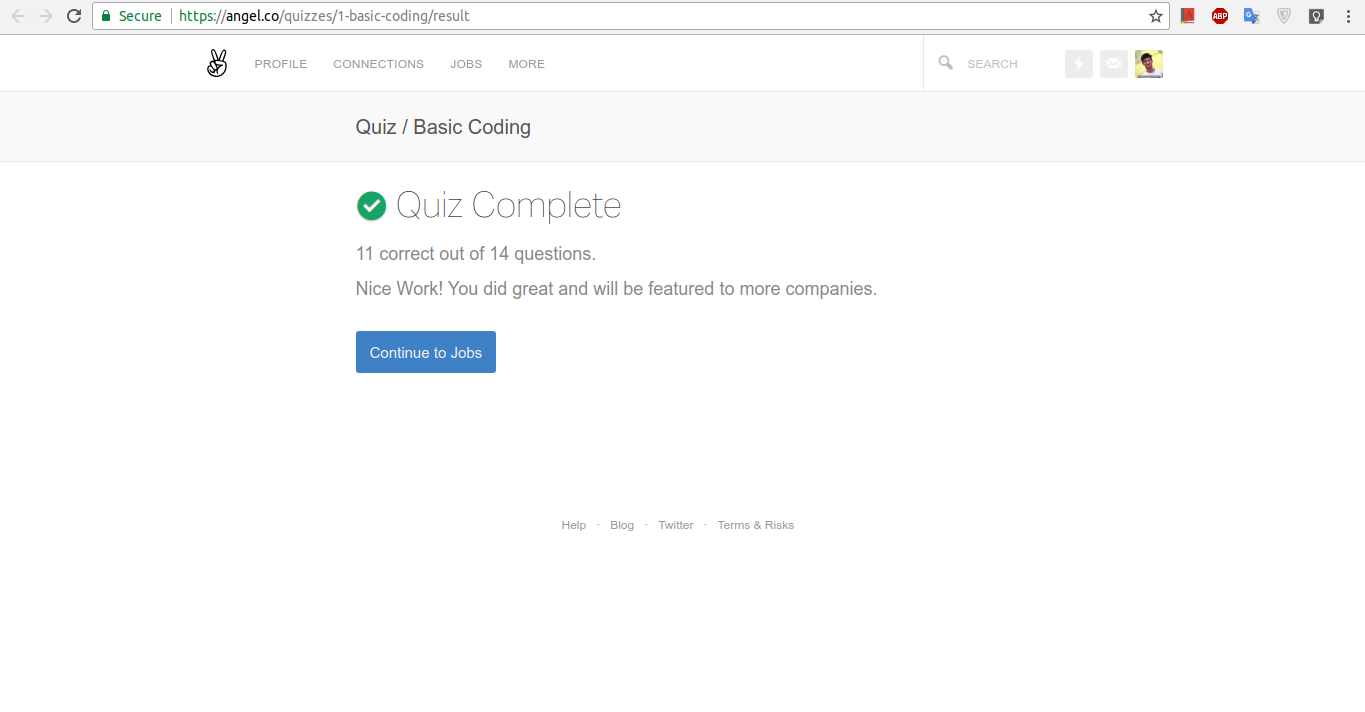 Secure https://angel.co/quizzes/1-basic-coding/result
ABP
G
PROFILE CONNECTIONS JOBS MORE SEARCH
Quiz / Basic Coding
Quiz Complete
11 correct out of 14 questions.
Nice Work! You did great and will be featured to more companies.
Continue to Jobs
Help · Blog · Twitter · Terms & Risks